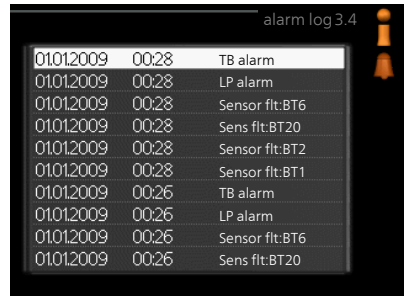 alarm log 3.4
01.01.2009 00:28 TB alarm
01.01.2009 00:28 LP alarm
01.01.2009 00:28 Sensor flt:BT6
01.01.2009 00:28 Sens flt:BT20
01.01.2009 00:28 Sensor flt:BT2
01.01.2009 00:28 Sensor flt:BT1
01.01.2009 00:26 TB alarm
01.01.2009 00:26 LP alarm
01.01.2009 00:26 Sensor flt:BT6
01.01.2009 00:26 Sens flt:BT20